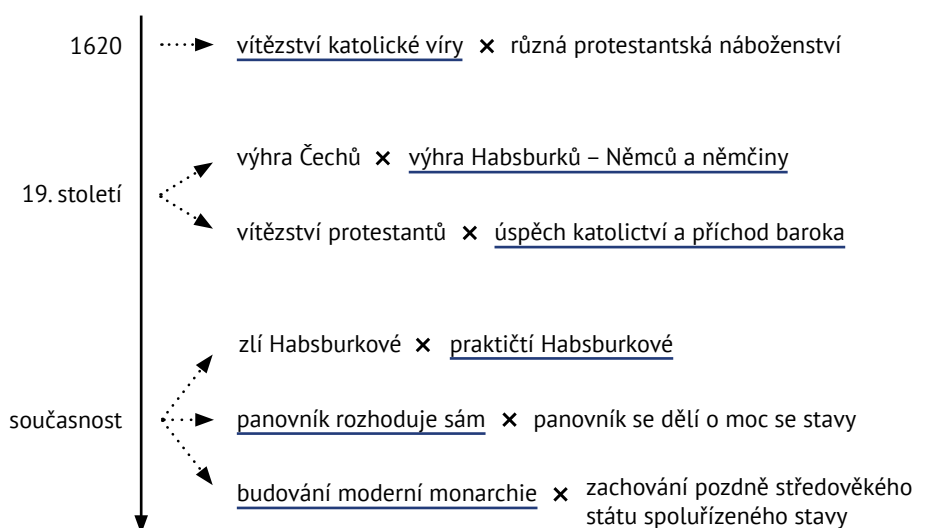 1620
vítězství katolické víry × různá protestantská náboženství
výhra Čechů × výhra Habsburků – Němců a němčiny
19. století
vítězství protestantů × úspěch katolictví a příchod baroka
zlí Habsburkové × praktičtí Habsburkové
současnost
panovník rozhoduje sám × panovník se dělí o moc se stavy
budování moderní monarchie × zachování pozdně středověkého
státu spoluřízeného stavy